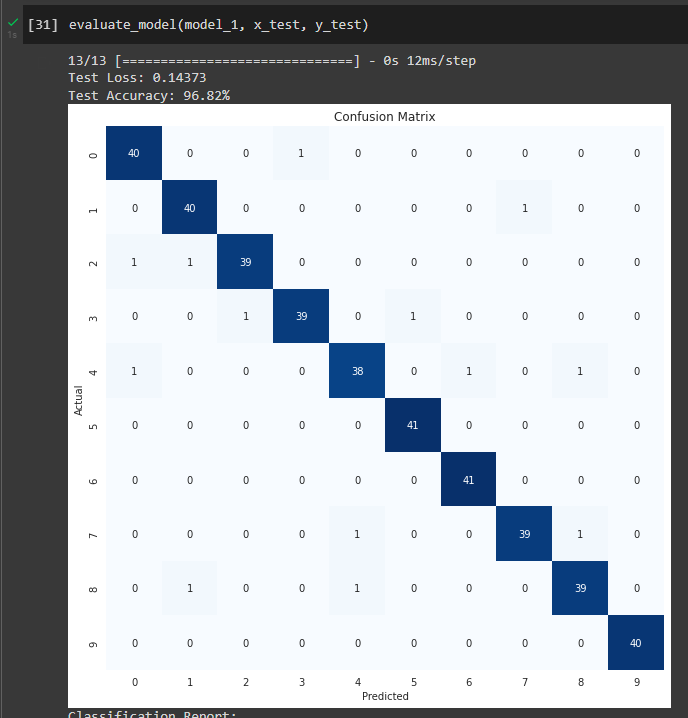 [31] evaluate_model(model_1, x_test, y_test)
1s
13/13 [==============================] - 0s 12ms/step
Test Loss: 0.14373
Test Accuracy: 96.82%
Confusion Matrix
0 40 0 0 1 0 0 0 0 0 0
1 0 40 0 0 0 0 0 1 0 0
2 1 1 39 0 0 0 0 0 0 0
3 0 0 1 39 0 1 0 0 0 0
4 1 0 0 0 38 0 1 0 1 0
Actual
5 0 0 0 0 0 41 0 0 0 0
6 0 0 0 0 0 0 41 0 0 0
7 0 0 0 0 1 0 0 39 1 0
8 0 1 0 0 1 0 0 0 39 0
9 0 0 0 0 0 0 0 0 0 40
0 1 2 3 4 5 6 7 8 9
Predicted
Classification Report: